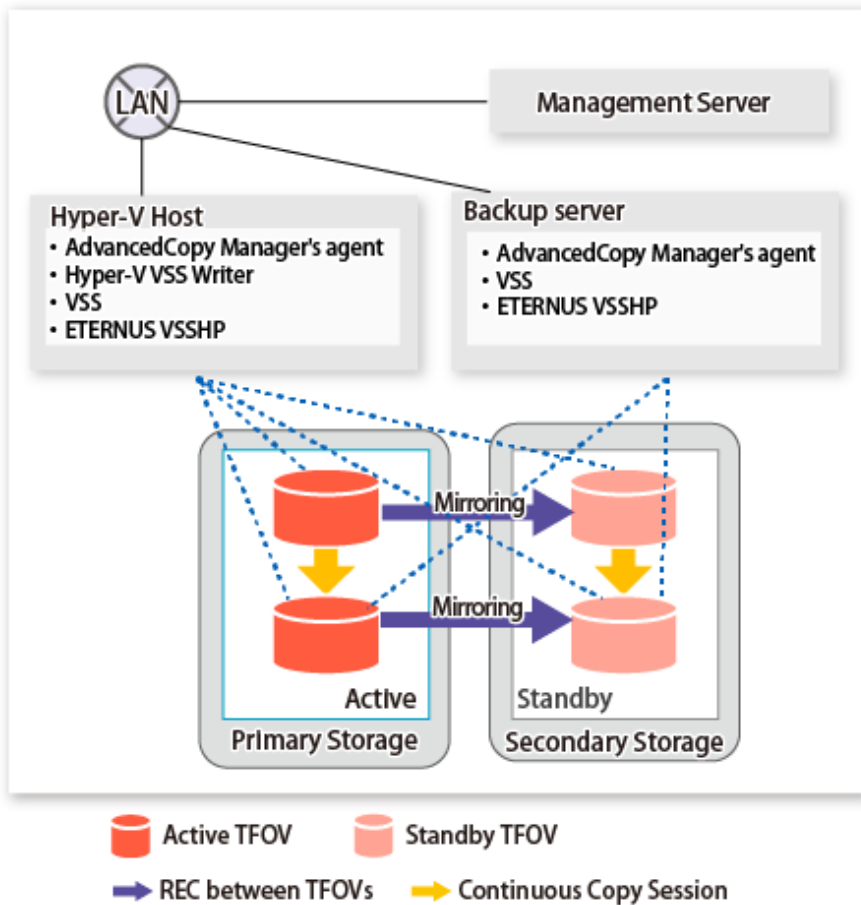 LAN
Management Server
Hyper-V Host
• AdvancedCopy Manager's agent
• Hyper-V VSS Writer
• VSS
• ETERNUS VSSHP
Backup server
• AdvancedCopy Manager's agent
• VSS
• ETERNUS VSSHP
Mirroring
Mirroring
Active
Standby
Primary Storage
Secondary Storage
Active TFOV
Standby TFOV
REC between TFOVs
Continuous Copy Session